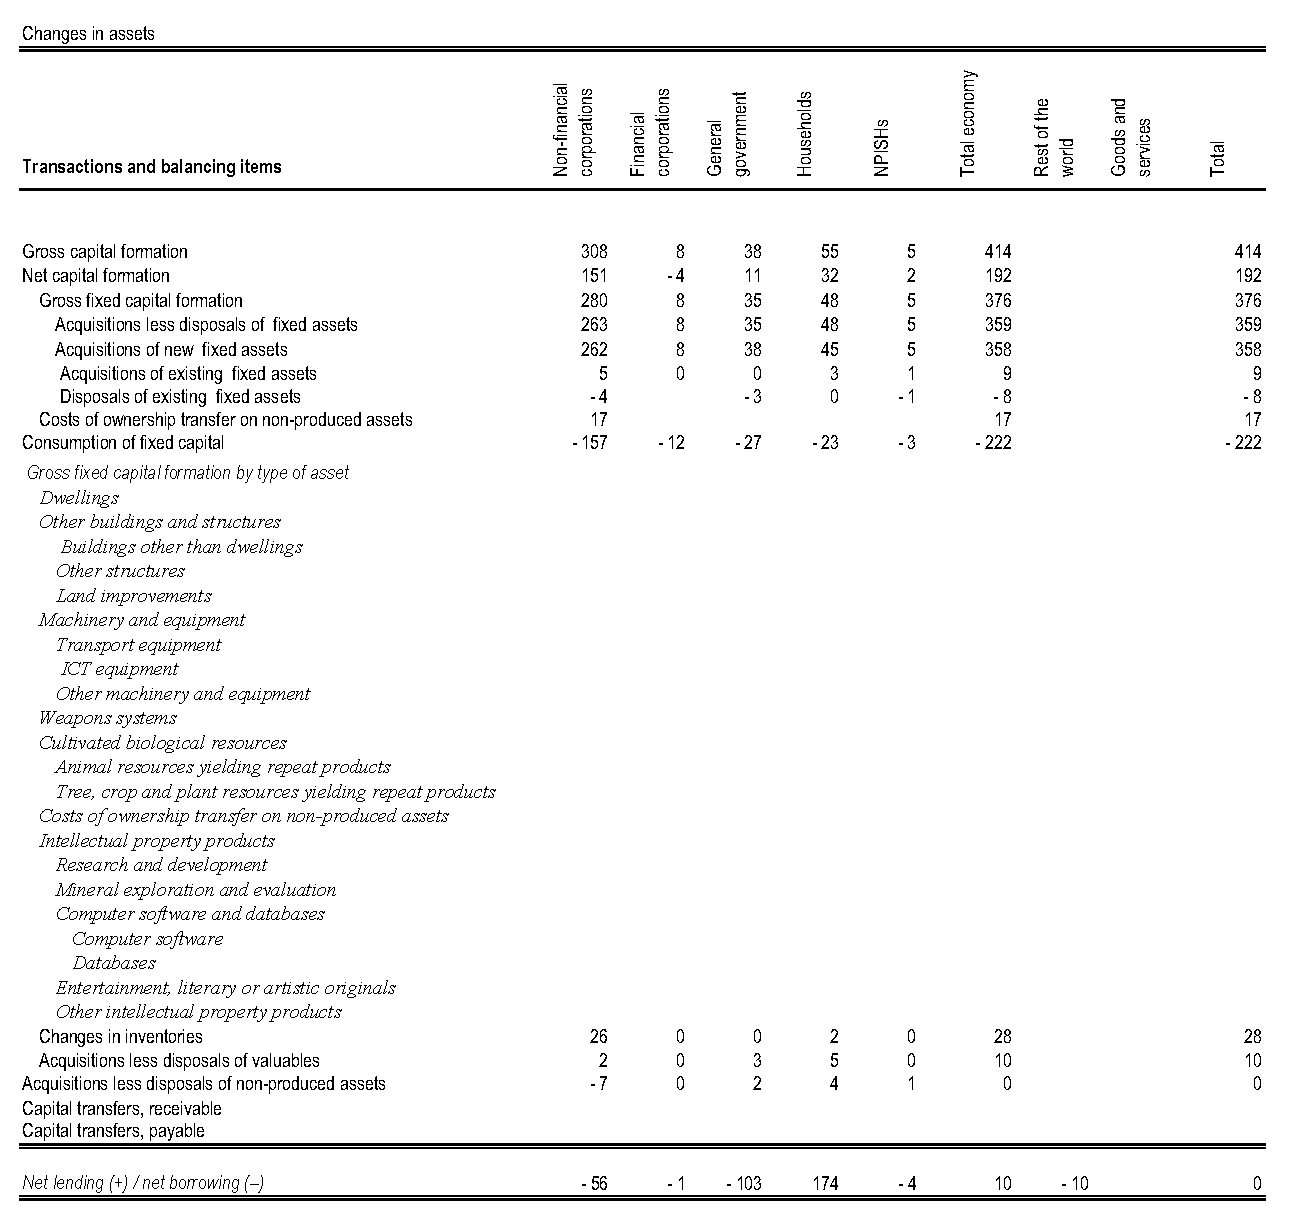 Changes in assets
Transactions and balancing items Non-financial corporations Financial corporations General government Households NPISHs Total economy Rest of the world Goods and services Total
Gross capital formation 308 8 38 55 5 414 414
Net capital formation 151 - 4 11 32 2 192 192
Gross fixed capital formation 280 8 35 48 5 376 376
Acquisitions less disposals of fixed assets 263 8 35 48 5 359 359
Acquisitions of new fixed assets 262 8 38 45 5 358 358
Acquisitions of existing fixed assets 5 0 0 3 1 9 9
Disposals of existing fixed assets - 4 - 3 0 - 1 - 8 - 8
Costs of ownership transfer on non-produced assets 17 17 17
Consumption of fixed capital - 157 - 12 - 27 - 23 - 3 - 222 - 222
Gross fixed capital formation by type of asset
Dwellings
Other buildings and structures
Buildings other than dwellings
Other structures
Land improvements
Machinery and equipment
Transport equipment
ICT equipment
Other machinery and equipment
Weapons systems
Cultivated biological resources
Animal resources yielding repeat products
Tree, crop and plant resources yielding repeat products
Costs of ownership transfer on non-produced assets
Intellectual property products
Research and development
Mineral exploration and evaluation
Computer software and databases
Computer software
Databases
Entertainment, literary or artistic originals
Other intellectual property products
Changes in inventories 26 0 0 2 0 28 28
Acquisitions less disposals of valuables 2 0 3 5 0 10 10
Acquisitions less disposals of non-produced assets - 7 0 2 4 1 0 0
Capital transfers, receivable
Capital transfers, payable
Net lending (+) / net borrowing (–) - 56 - 1 - 103 174 - 4 10 - 10 0